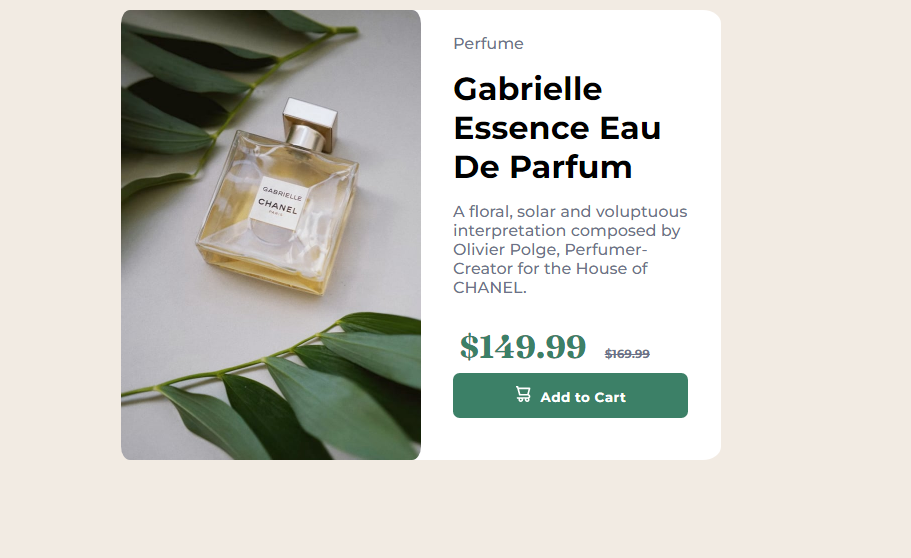 GABRIELLE
CHANEL
PARIS
Perfume
Gabrielle
Essence Eau
De Parfum
A floral, solar and voluptuous
interpretation composed by
Olivier Polge, Perfumer-
Creator for the House of
CHANEL.
$149.99 $169.99
Add to Cart